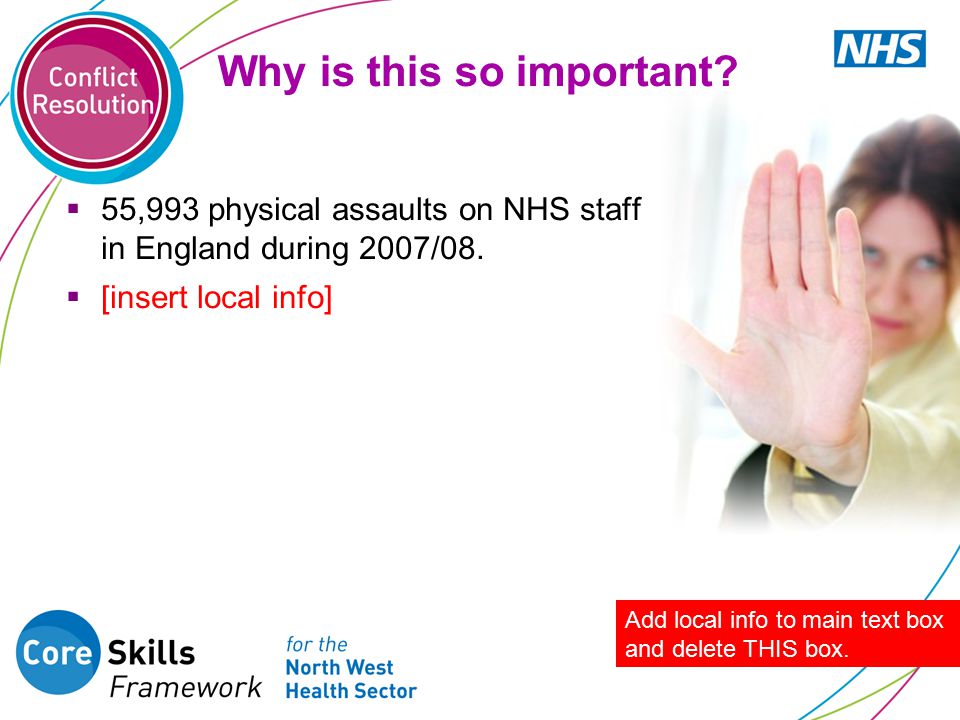 Conflict
Resolution
Why is this so important?
NHS
55,993 physical assaults on NHS staff
in England during 2007/08.
[insert local info]
Add local info to main text box
and delete THIS box.
Core Skills
Framework
for the
North West
Health Sector